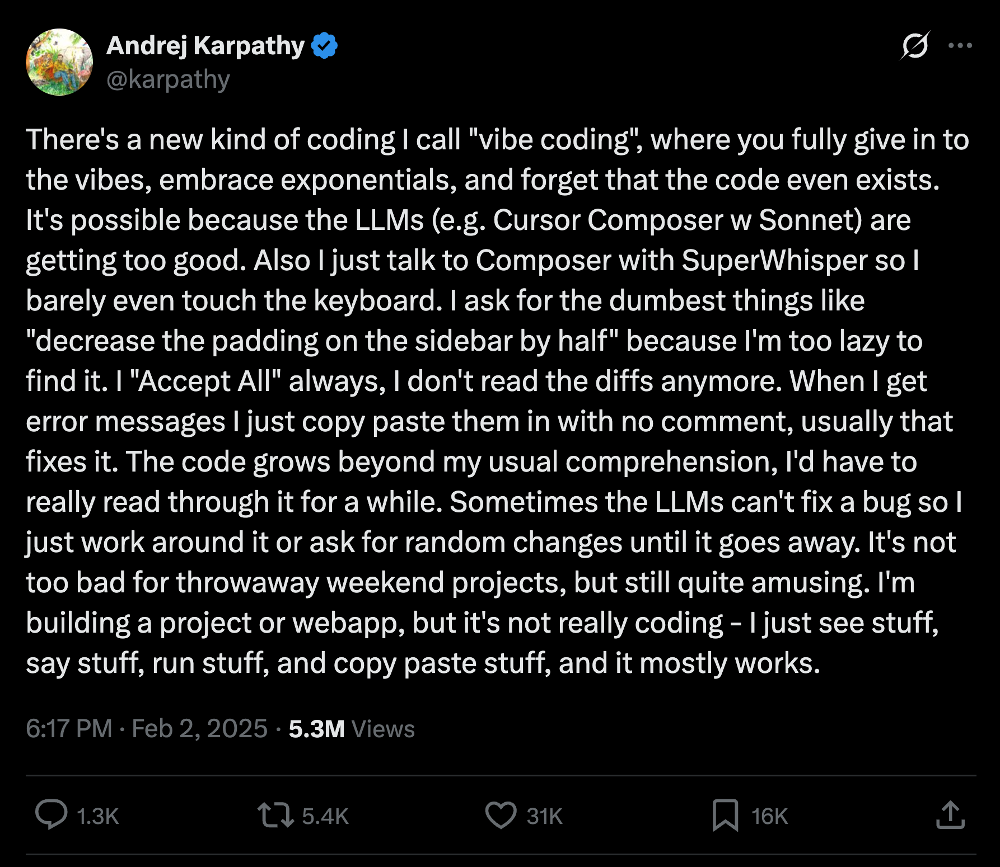 Andrej Karpathy
@karpathy
There's a new kind of coding I call "vibe coding", where you fully give in to
the vibes, embrace exponentials, and forget that the code even exists.
It's possible because the LLMs (e.g. Cursor Composer w Sonnet) are
getting too good. Also I just talk to Composer with SuperWhisper so I
barely even touch the keyboard. I ask for the dumbest things like
"decrease the padding on the sidebar by half" because I'm too lazy to
find it. I "Accept All" always, I don't read the diffs anymore. When I get
error messages I just copy paste them in with no comment, usually that
fixes it. The code grows beyond my usual comprehension, I'd have to
really read through it for a while. Sometimes the LLMs can't fix a bug so I
just work around it or ask for random changes until it goes away. It's not
too bad for throwaway weekend projects, but still quite amusing. I'm
building a project or webapp, but it's not really coding - I just see stuff,
say stuff, run stuff, and copy paste stuff, and it mostly works.
6:17 PM · Feb 2, 2025 · 5.3M Views
1.3K 5.4K 31K 16K